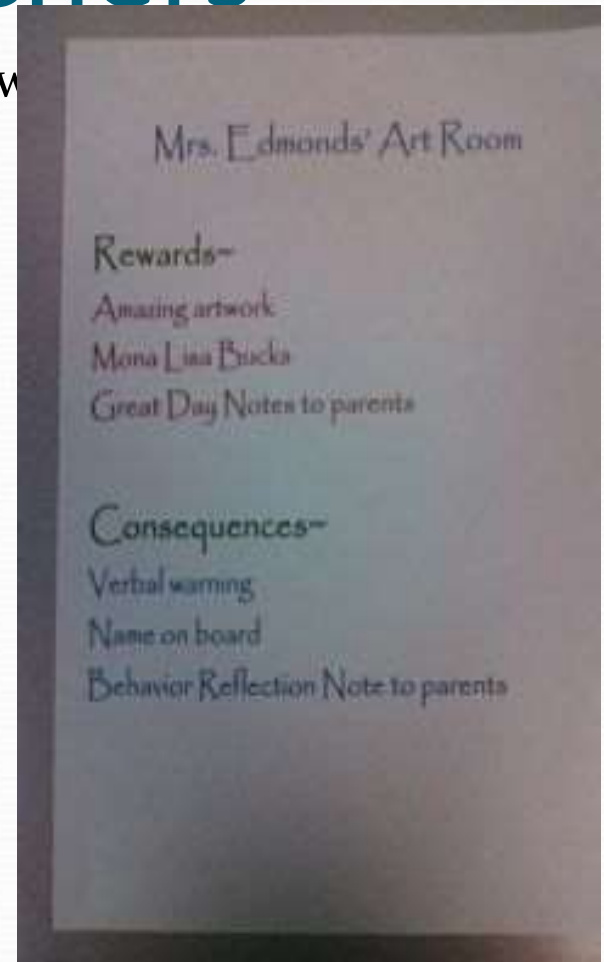 Mrs. Edmonds' Art Room
Rewards~
Amazing artwork
Mona Lisa Bucks
Great Day Notes to parents
Consequences~
Verbal warning
Name on board
Behavior Reflection Note to parents